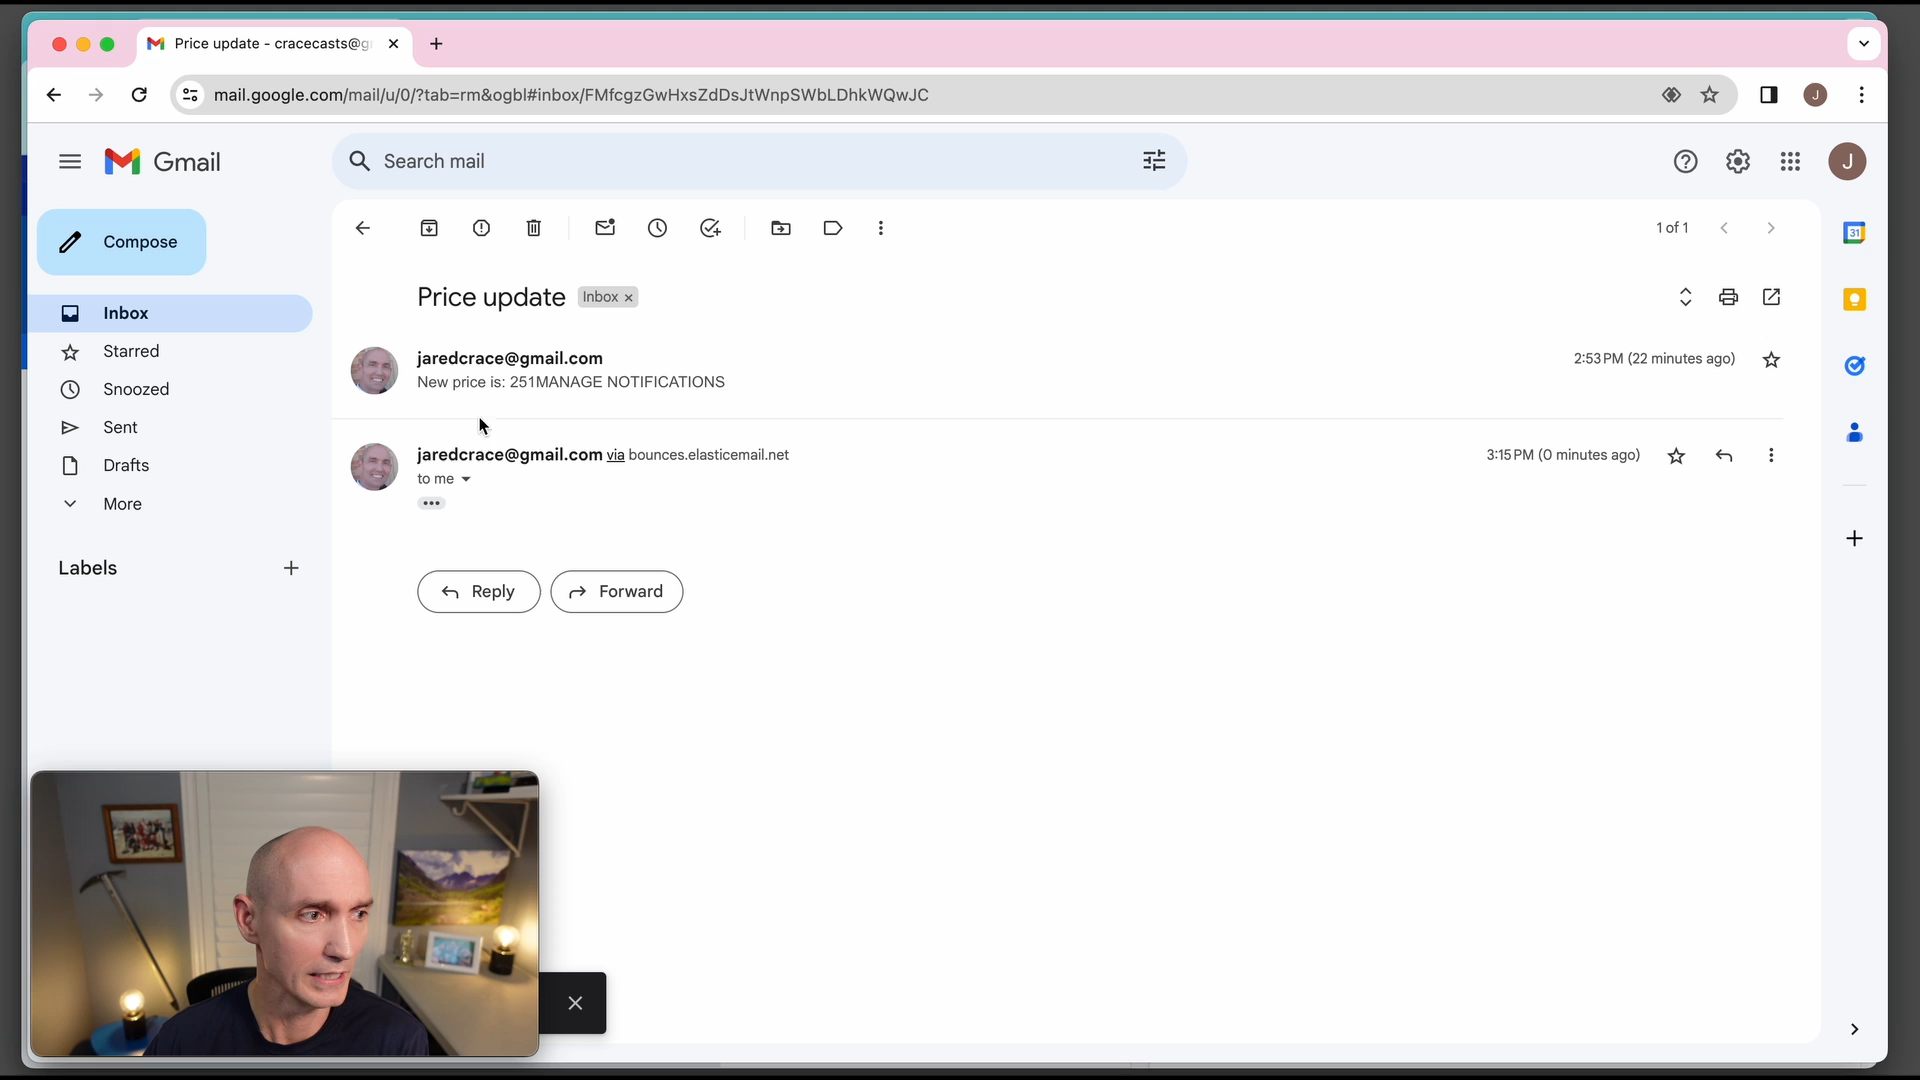 Price update - cracecasts@g
mail.google.com/mail/u/0/?tab=rm&ogbl#inbox/FMfcgzGwHxsZdDsJtWnpSWbLDhkWQwJC
J
Gmail
Search mail
J
Compose
1 of 1
31
Price update
Inbox ×
Inbox
Starred
jaredcrace@gmail.com
2:53 PM (22 minutes ago)
New price is: 251MANAGE NOTIFICATIONS
Snoozed
Sent
jaredcrace@gmail.com via bounces.elasticemail.net
3:15 PM (0 minutes ago)
to me
Drafts
More
Labels
Reply
Forward